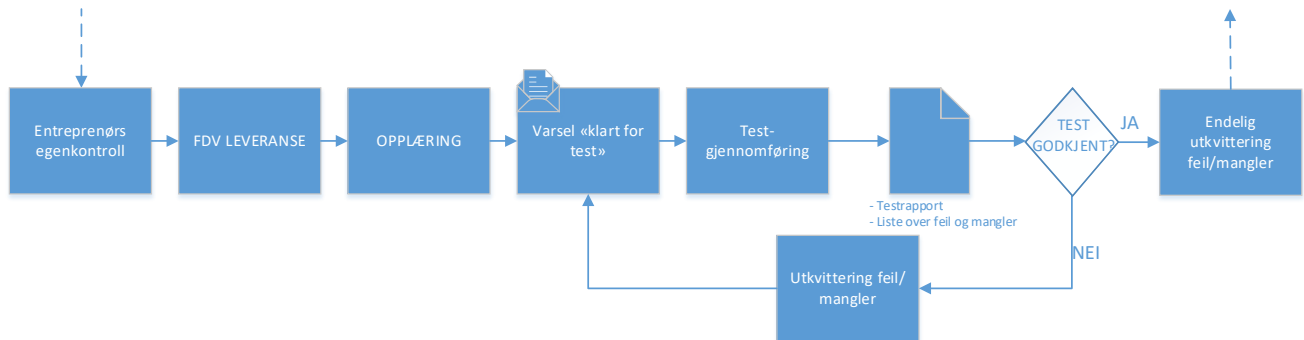 Entreprenørs
egenkontroll
FDV LEVERANSE
OPPLÆRING
Varsel «klart for
test»
Test-
gjennomføring
- Testrapport
- Liste over feil og mangler
TEST
GODKJENT?
JA
Endelig
utkvittering
feil/mangler
NEI
Utkvittering feil/
mangler